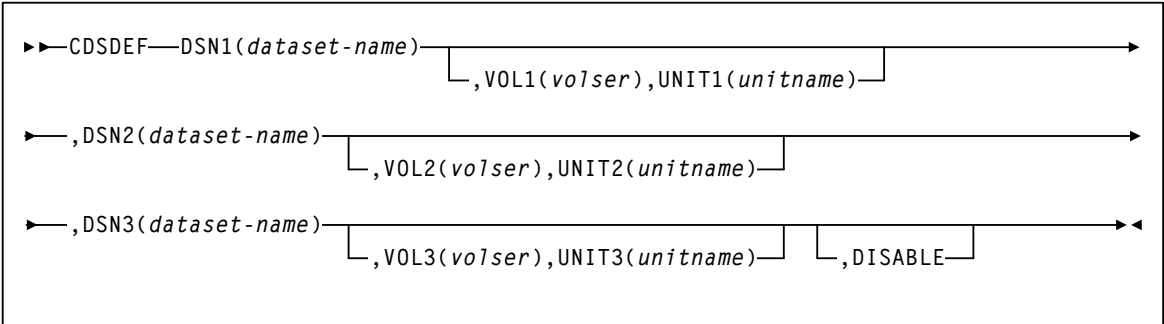 CDSDEF DSN1(dataset-name)
,VOL1(volser),UNIT1(unitname)
,DSN2(dataset-name)
,VOL2(volser),UNIT2(unitname)
,DSN3(dataset-name)
,VOL3(volser),UNIT3(unitname) ,DISABLE